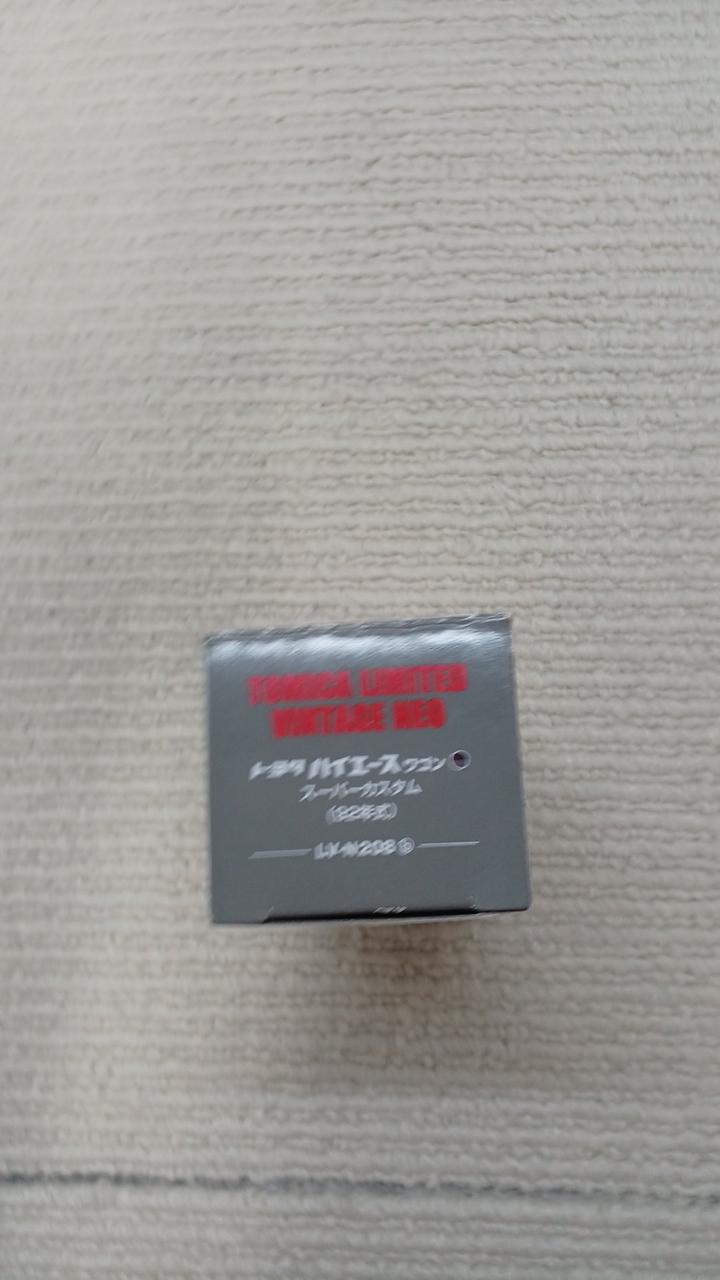 TOMICA LIMITED
VINTAGE NEO
トヨタ ハイエース ワゴン
スーパーカスタム
(92年式)
LV-N208